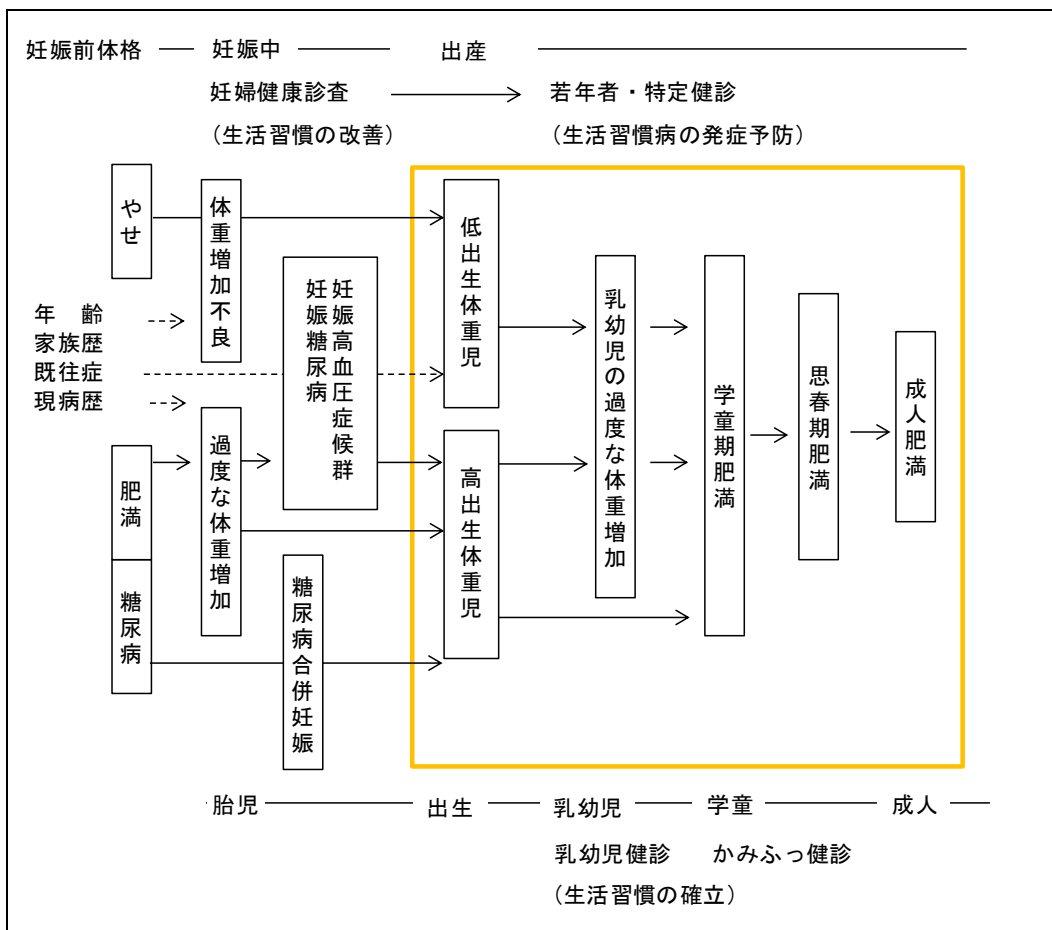 妊娠前体格 妊娠中 出産
妊婦健康診査 若年者・特定健診
（生活習慣の改善） （生活習慣病の発症予防）
やせ
体重増加不良
年　齢
家族歴
既往症
現病歴
肥満
糖尿病
過度な体重増加
妊娠高血圧症候群
妊娠糖尿病
糖尿病合併妊娠
低出生体重児
高出生体重児
乳幼児の過度な体重増加
学童期肥満
思春期肥満
成人肥満
胎児 出生 乳幼児 学童 成人
乳幼児健診 かみふっ健診
（生活習慣の確立）